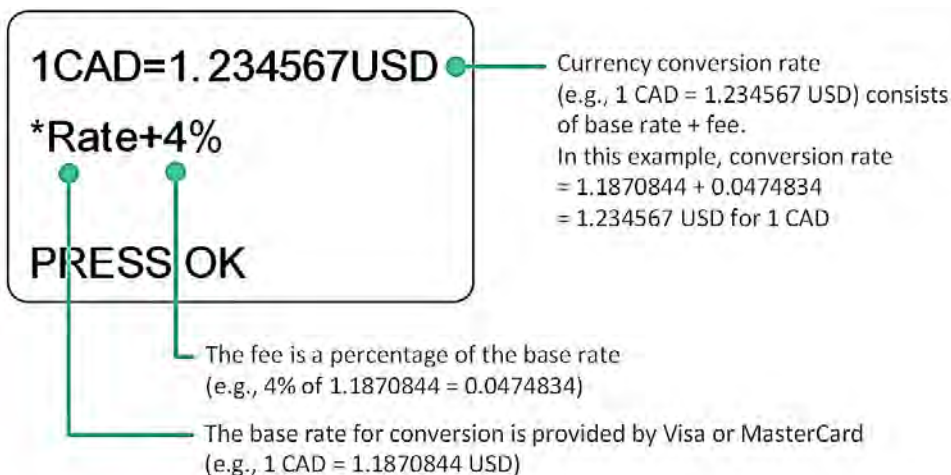 1CAD=1.234567USD
*Rate+4%
PRESS OK
Currency conversion rate
(e.g., 1 CAD = 1.234567 USD) consists
of base rate + fee.
In this example, conversion rate
= 1.1870844 + 0.0474834
= 1.234567 USD for 1 CAD
The fee is a percentage of the base rate
(e.g., 4% of 1.1870844 = 0.0474834)
The base rate for conversion is provided by Visa or MasterCard
(e.g., 1 CAD = 1.1870844 USD)